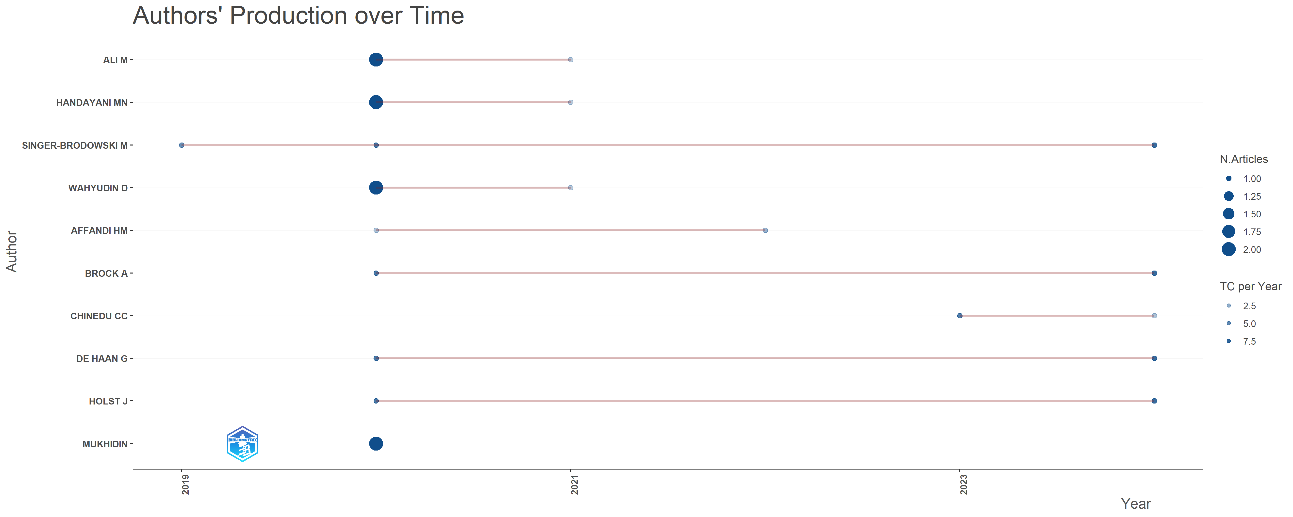 Authors' Production over Time
Author
ALI M
HANDAYANI MN
SINGER-BRODOWSKI M
WAHYUDIN D
AFFANDI HM
BROCK A
CHINEDU CC
DE HAAN G
HOLST J
MUKHIDIN
2019
2021
2023
Year
N.Articles
1.00
1.25
1.50
1.75
2.00
TC per Year
2.5
5.0
7.5